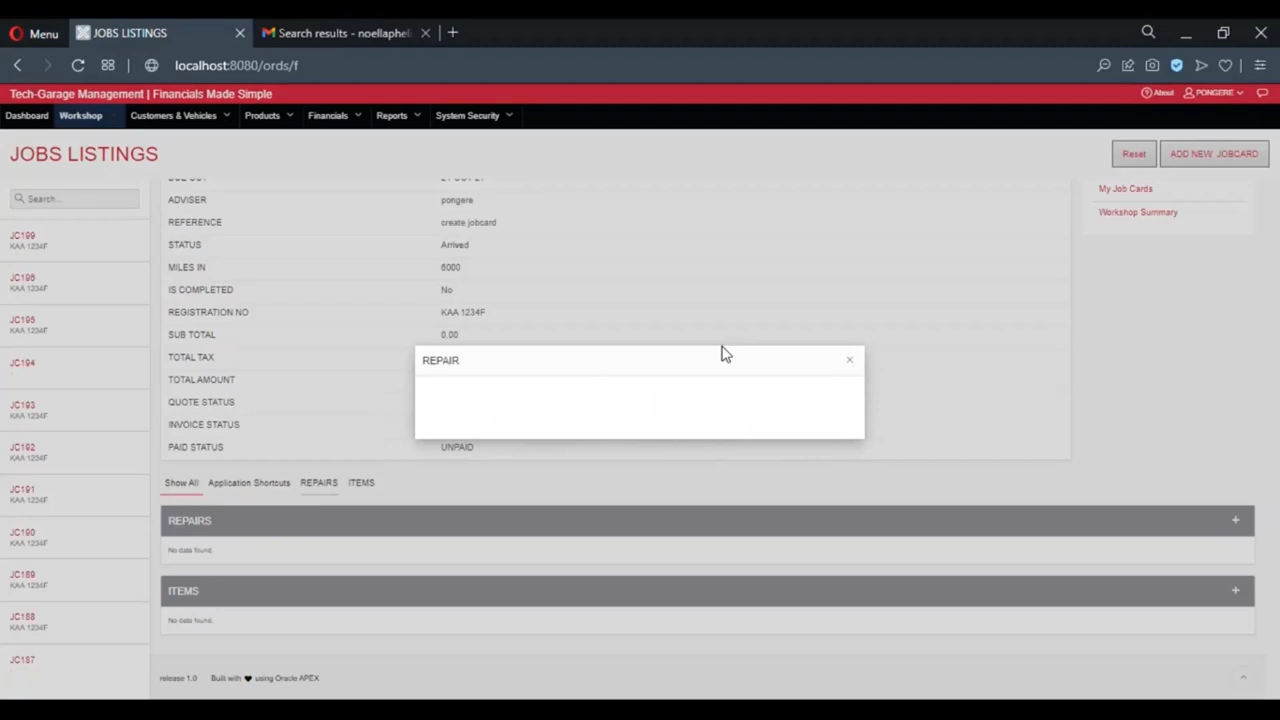 Menu
JOBS LISTINGS
Search results - noellaphel
localhost:8080/ords/f
Tech-Garage Management | Financials Made Simple
About
PONGERE
Dashboard
Workshop
Customers & Vehicles
Products
Financials
Reports
System Security
JOBS LISTINGS
Reset
ADD NEW JOBCARD
Search...
JC199
KAA 1234F
JC196
KAA 1234F
JC195
KAA 1234F
JC194
JC193
KAA 1234F
JC192
KAA 1234F
JC191
KAA 1234F
JC190
KAA 1234F
JC189
KAA 1234F
JC188
KAA 1234F
JC187
ADVISER pongere
REFERENCE create jobcard
STATUS Arrived
MILES IN 6000
IS COMPLETED No
REGISTRATION NO KAA 1234F
SUB TOTAL 0.00
TOTAL TAX
TOTAL AMOUNT
QUOTE STATUS
INVOICE STATUS
PAID STATUS UNPAID
REPAIR
My Job Cards
Workshop Summary
Show All
Application Shortcuts
REPAIRS
ITEMS
REPAIRS
No data found.
ITEMS
No data found.
release 1.0
Built with ♥ using Oracle APEX